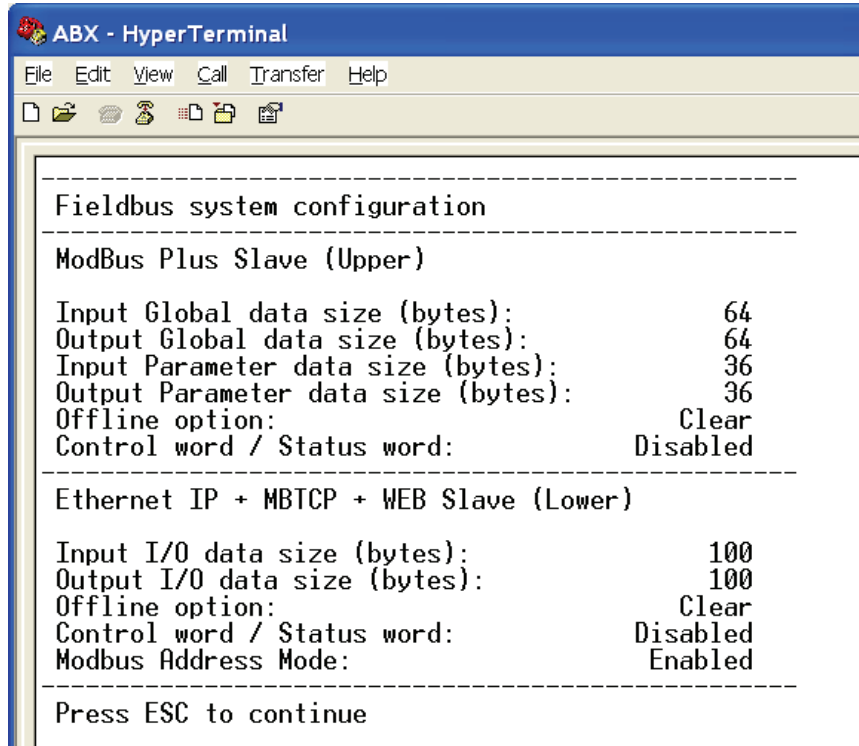 ABX - HyperTerminal
File Edit View Call Transfer Help
Fieldbus system configuration
ModBus Plus Slave (Upper)
Input Global data size (bytes): 64
Output Global data size (bytes): 64
Input Parameter data size (bytes): 36
Output Parameter data size (bytes): 36
Offline option: Clear
Control word / Status word: Disabled
Ethernet IP + MBTCP + WEB Slave (Lower)
Input I/O data size (bytes): 100
Output I/O data size (bytes): 100
Offline option: Clear
Control word / Status word: Disabled
Modbus Address Mode: Enabled
Press ESC to continue